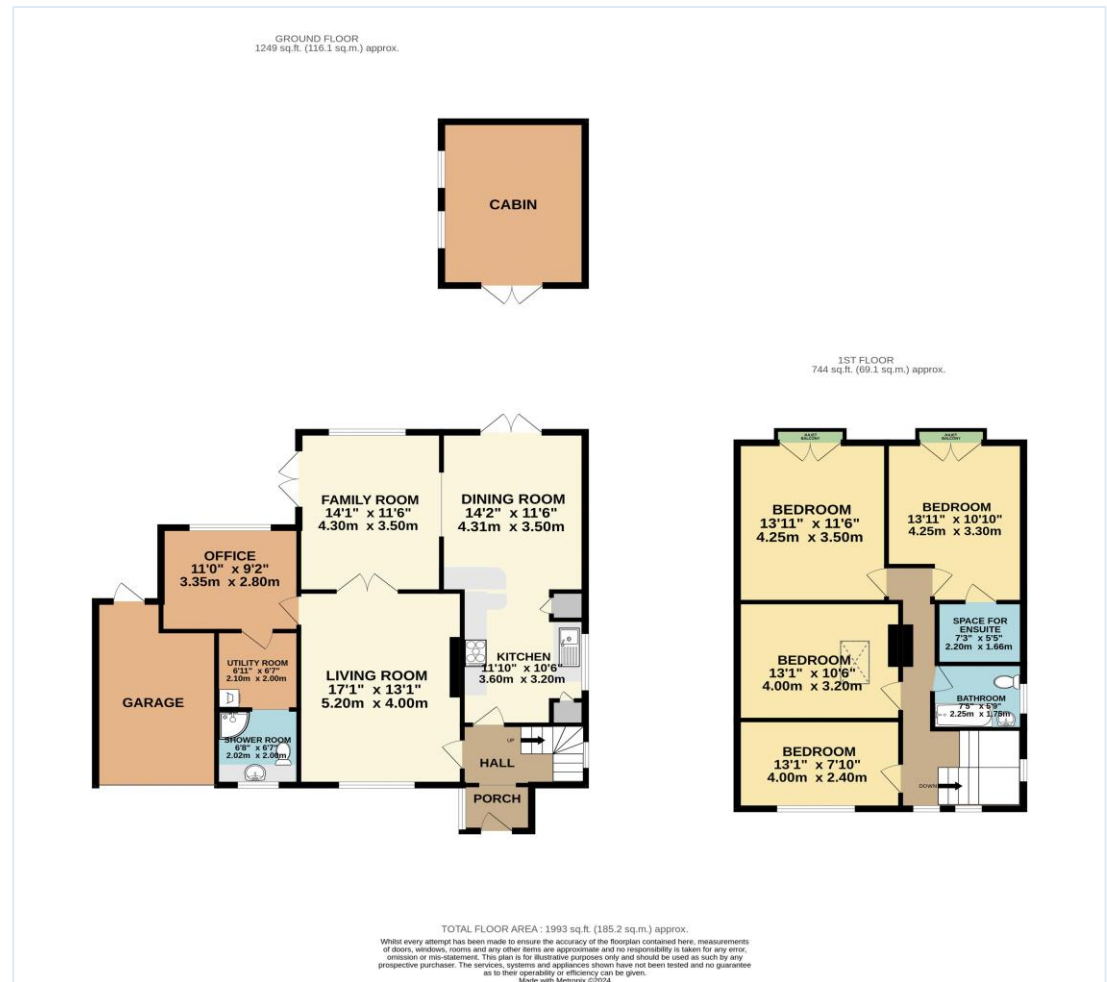 GROUND FLOOR
1249 sq.ft. (116.1 sq.m.) approx.
CABIN
1ST FLOOR
744 sq.ft. (69.1 sq.m.) approx.
FAMILY ROOM
14'1" x 11'6"
4.30m x 3.50m
DINING ROOM
14'2" x 11'6"
4.31m x 3.50m
OFFICE
11'0" x 9'2"
3.35m x 2.80m
UTILITY ROOM
6'11" x 6'7"
2.10m x 2.00m
GARAGE
SHOWER ROOM
6'8" x 6'7"
2.02m x 2.00m
LIVING ROOM
17'1" x 13'1"
5.20m x 4.00m
KITCHEN
11'10" x 10'6"
3.60m x 3.20m
UP
HALL
PORCH
JULIET
BALCONY
JULIET
BALCONY
BEDROOM
13'11" x 11'6"
4.25m x 3.50m
BEDROOM
13'11" x 10'10"
4.25m x 3.30m
SPACE FOR
ENSUITE
7'3" x 5'5"
2.20m x 1.66m
BEDROOM
13'1" x 10'6"
4.00m x 3.20m
BATHROOM
7'5" x 5'9"
2.25m x 1.75m
BEDROOM
13'1" x 7'10"
4.00m x 2.40m
DOWN
TOTAL FLOOR AREA : 1993 sq.ft. (185.2 sq.m.) approx.
Whilst every attempt has been made to ensure the accuracy of the floorplan contained here, measurements
of doors, windows, rooms and any other items are approximate and no responsibility is taken for any error,
omission or mis-statement. This plan is for illustrative purposes only and should be used as such by any
prospective purchaser. The services, systems and appliances shown have not been tested and no guarantee
as to their operability or efficiency can be given.
Made with Metropix ©2024